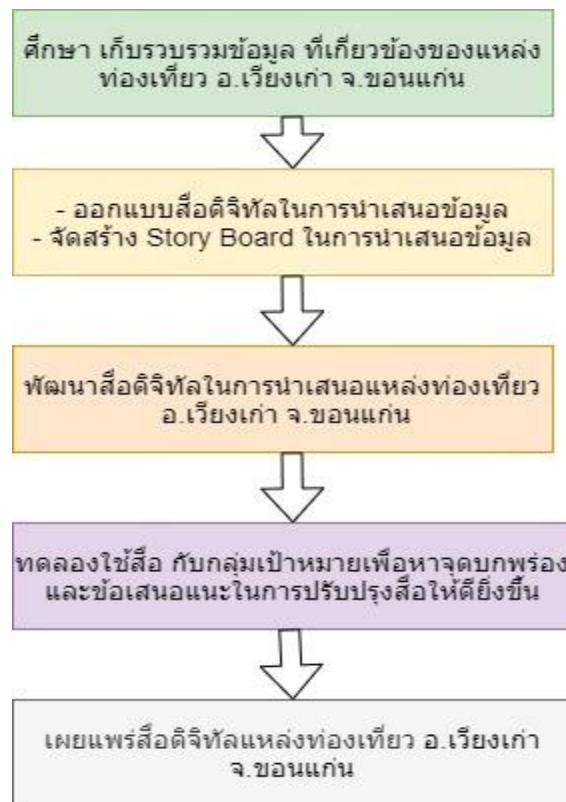 ศึกษา เก็บรวบรวมข้อมูล ที่เกี่ยวข้องของแหล่ง
ท่องเที่ยว อ.เวียงเก่า จ.ขอนแก่น
- ออกแบบสื่อดิจิทัลในการนำเสนอข้อมูล
- จัดสร้าง Story Board ในการนำเสนอข้อมูล
พัฒนาสื่อดิจิทัลในการนำเสนอแหล่งท่องเที่ยว
อ.เวียงเก่า จ.ขอนแก่น
ทดลองใช้สื่อ กับกลุ่มเป้าหมายเพื่อหาจุดบกพร่อง
และข้อเสนอแนะในการปรับปรุงสื่อให้ดียิ่งขึ้น
เผยแพร่สื่อดิจิทัลแหล่งท่องเที่ยว อ.เวียงเก่า
จ.ขอนแก่น